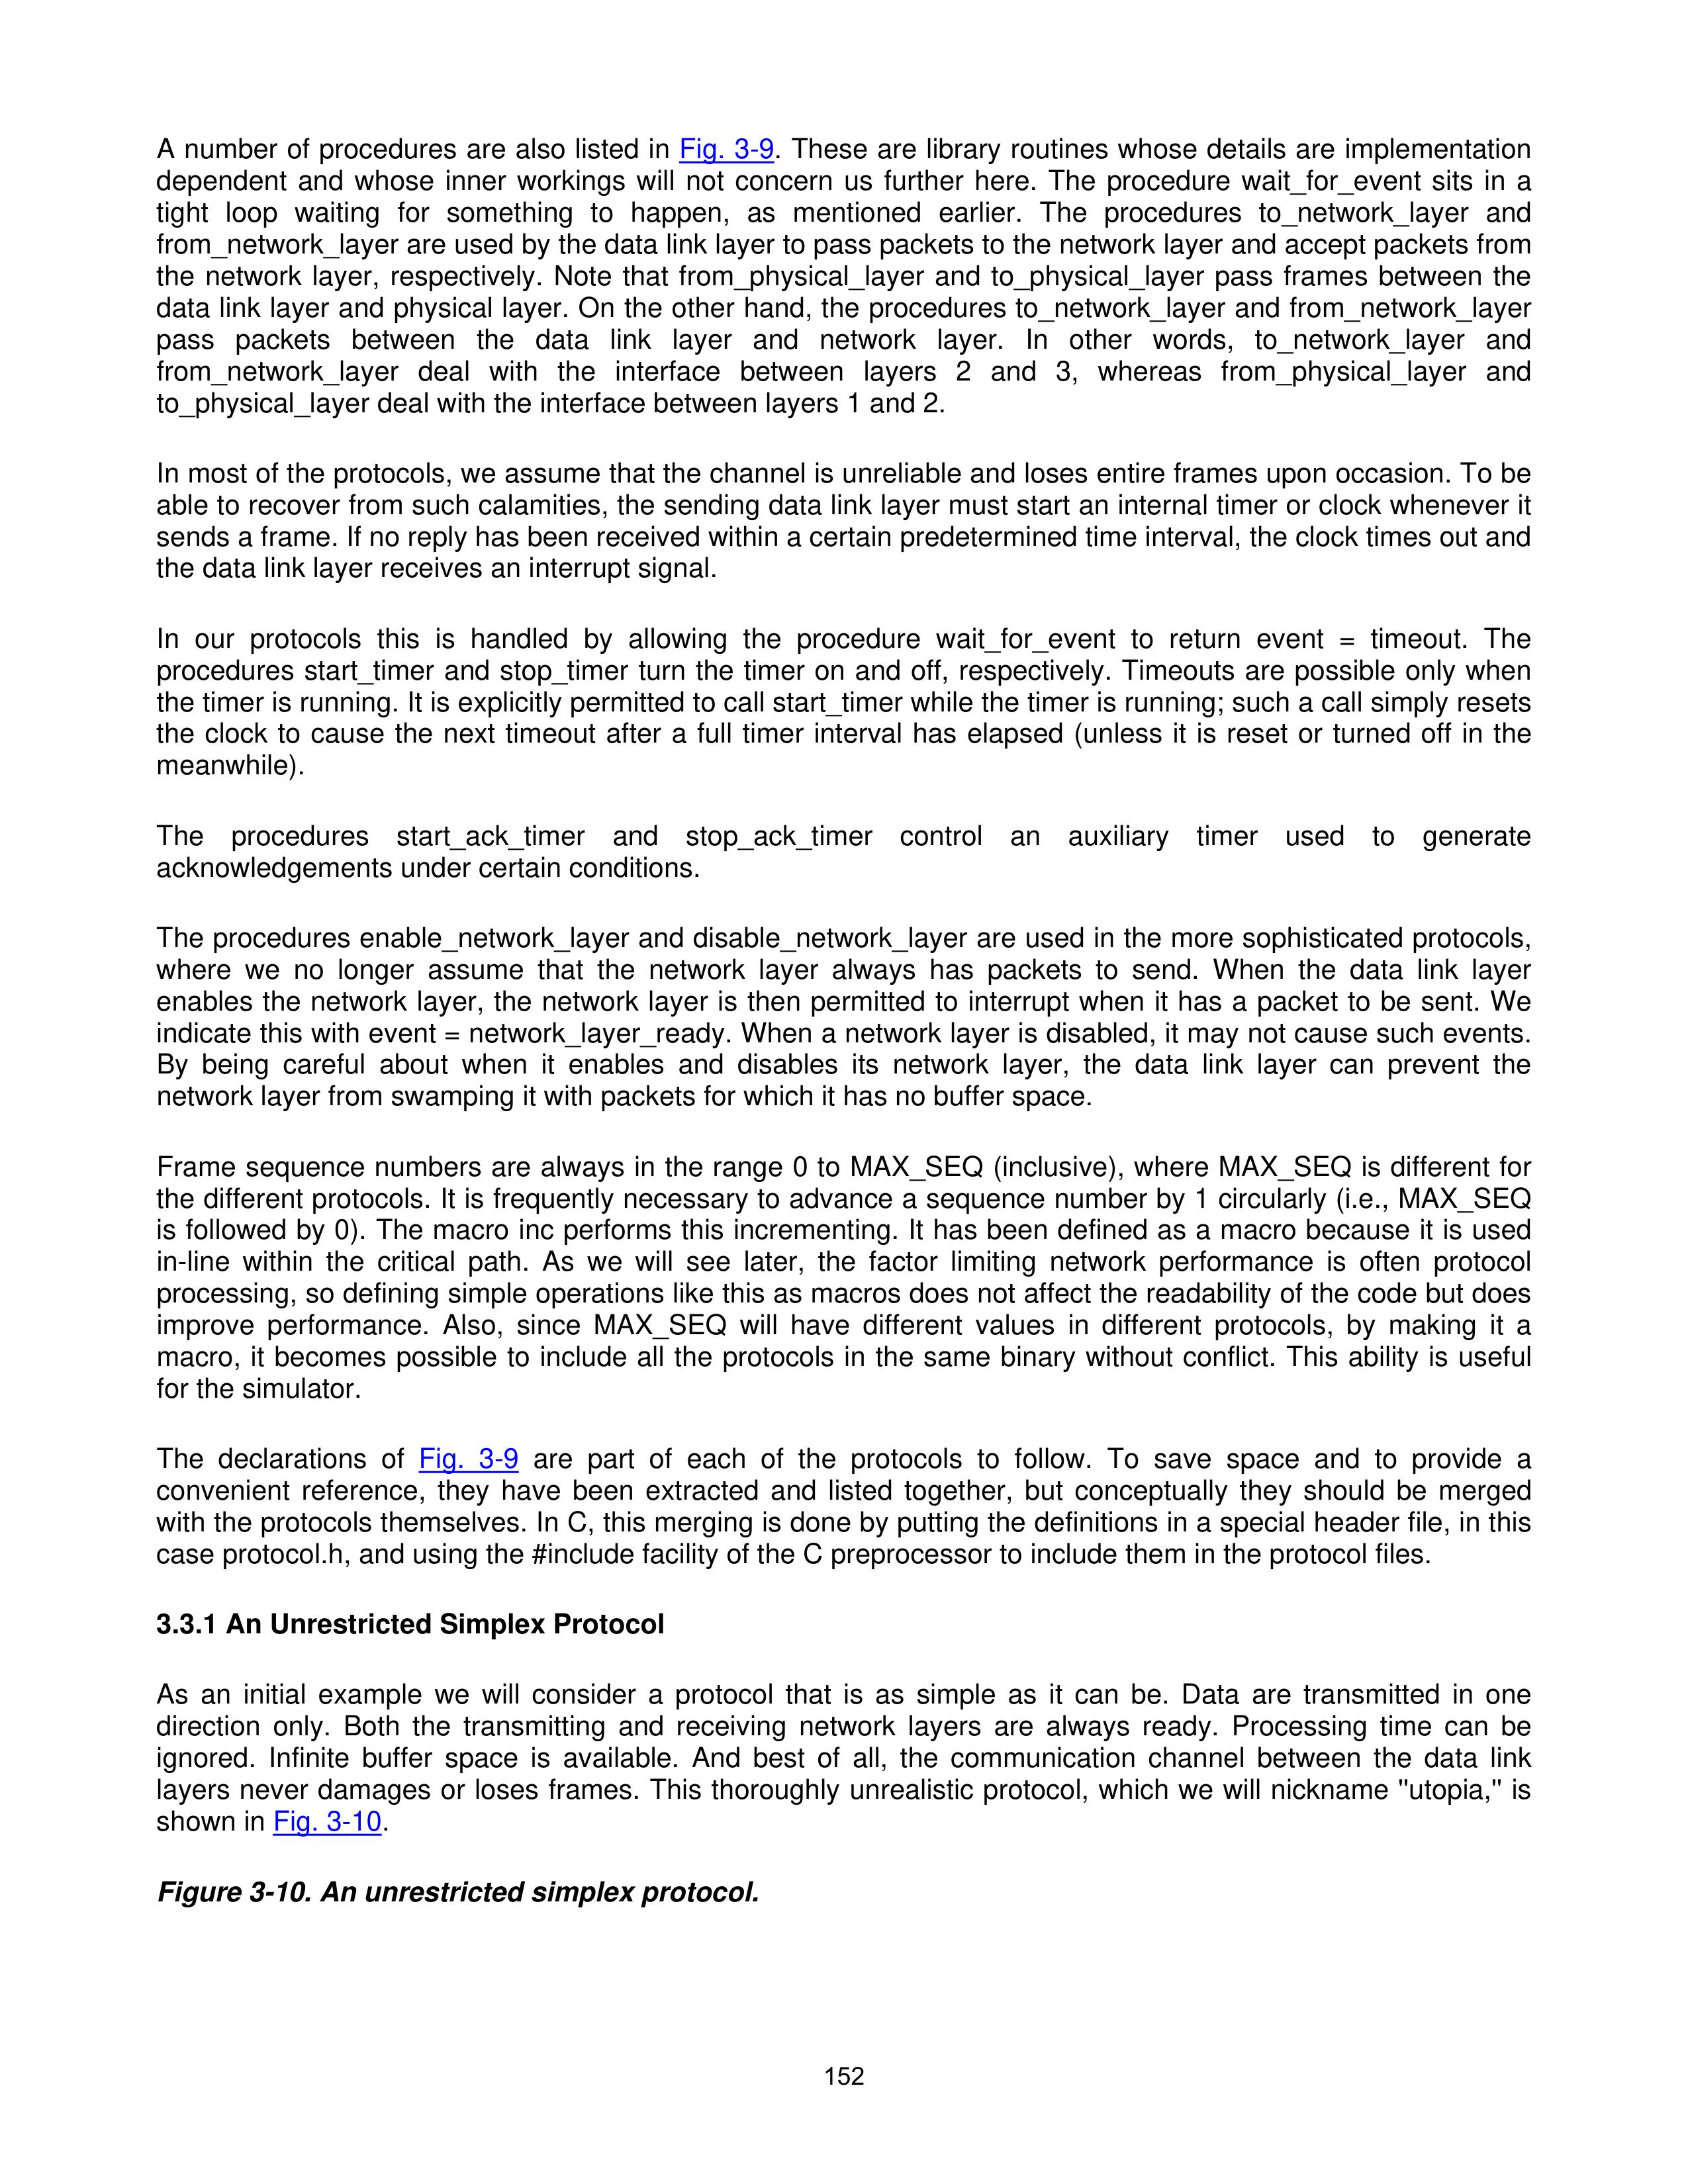 A number of procedures are also listed in Fig. 3-9. These are library routines whose details are implementation
dependent and whose inner workings will not concern us further here. The procedure wait_for_event sits in a
tight loop waiting for something to happen, as mentioned earlier. The procedures to_network_layer and
from_network_layer are used by the data link layer to pass packets to the network layer and accept packets from
the network layer, respectively. Note that from_physical_layer and to_physical_layer pass frames between the
data link layer and physical layer. On the other hand, the procedures to_network_layer and from_network_layer
pass packets between the data link layer and network layer. In other words, to_network_layer and
from_network_layer deal with the interface between layers 2 and 3, whereas from_physical_layer and
to_physical_layer deal with the interface between layers 1 and 2.
In most of the protocols, we assume that the channel is unreliable and loses entire frames upon occasion. To be
able to recover from such calamities, the sending data link layer must start an internal timer or clock whenever it
sends a frame. If no reply has been received within a certain predetermined time interval, the clock times out and
the data link layer receives an interrupt signal.
In our protocols this is handled by allowing the procedure wait_for_event to return event = timeout. The
procedures start_timer and stop_timer turn the timer on and off, respectively. Timeouts are possible only when
the timer is running. It is explicitly permitted to call start_timer while the timer is running; such a call simply resets
the clock to cause the next timeout after a full timer interval has elapsed (unless it is reset or turned off in the
meanwhile).
The procedures start_ack_timer and stop_ack_timer control an auxiliary timer used to generate
acknowledgements under certain conditions.
The procedures enable_network_layer and disable_network_layer are used in the more sophisticated protocols,
where we no longer assume that the network layer always has packets to send. When the data link layer
enables the network layer, the network layer is then permitted to interrupt when it has a packet to be sent. We
indicate this with event = network_layer_ready. When a network layer is disabled, it may not cause such events.
By being careful about when it enables and disables its network layer, the data link layer can prevent the
network layer from swamping it with packets for which it has no buffer space.
Frame sequence numbers are always in the range 0 to MAX_SEQ (inclusive), where MAX_SEQ is different for
the different protocols. It is frequently necessary to advance a sequence number by 1 circularly (i.e., MAX_SEQ
is followed by 0). The macro inc performs this incrementing. It has been defined as a macro because it is used
in-line within the critical path. As we will see later, the factor limiting network performance is often protocol
processing, so defining simple operations like this as macros does not affect the readability of the code but does
improve performance. Also, since MAX_SEQ will have different values in different protocols, by making it a
macro, it becomes possible to include all the protocols in the same binary without conflict. This ability is useful
for the simulator.
The declarations of Fig. 3-9 are part of each of the protocols to follow. To save space and to provide a
convenient reference, they have been extracted and listed together, but conceptually they should be merged
with the protocols themselves. In C, this merging is done by putting the definitions in a special header file, in this
case protocol.h, and using the #include facility of the C preprocessor to include them in the protocol files.
3.3.1 An Unrestricted Simplex Protocol
As an initial example we will consider a protocol that is as simple as it can be. Data are transmitted in one
direction only. Both the transmitting and receiving network layers are always ready. Processing time can be
ignored. Infinite buffer space is available. And best of all, the communication channel between the data link
layers never damages or loses frames. This thoroughly unrealistic protocol, which we will nickname "utopia," is
shown in Fig. 3-10.
Figure 3-10. An unrestricted simplex protocol.
152